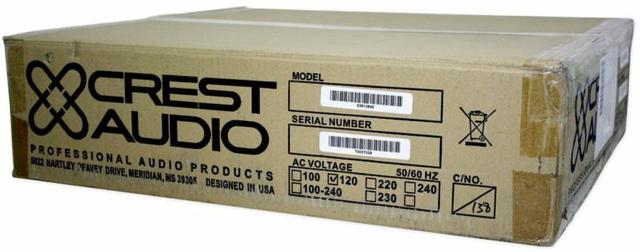 CREST
AUDIO
PROFESSIONAL AUDIO PRODUCTS
5022 HARTLEY PEAVEY DRIVE, MERIDIAN, MS 39305 DESIGNED IN USA
MODEL
SERIAL NUMBER
AC VOLTAGE 50/60 HZ
100 120 220 240
100-240 230
C/NO.
/138